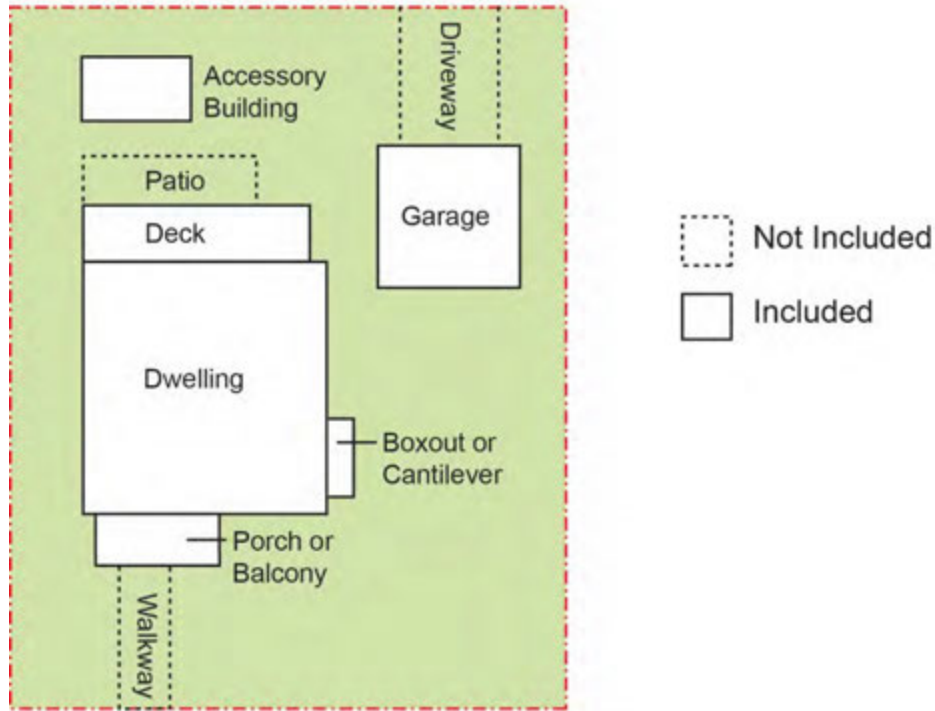 Driveway
Accessory
Building
Patio
Deck
Garage
Dwelling
Boxout or
Cantilever
Porch or
Balcony
Walkway
Not Included
Included